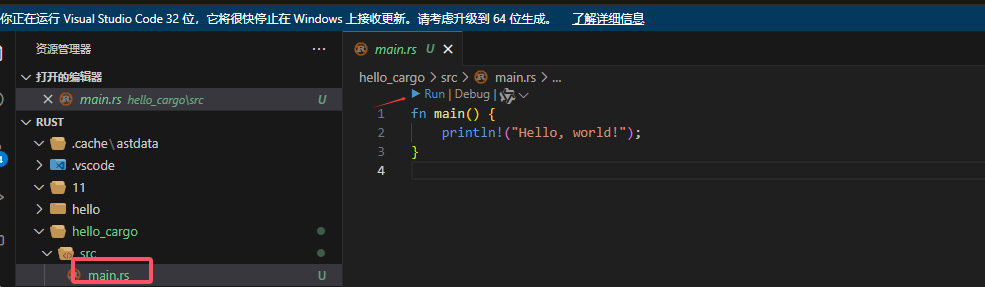 你正在运行 Visual Studio Code 32 位，它将很快停止在 Windows 上接收更新。请考虑升级到 64 位生成。 了解详细信息
资源管理器 ···
打开的编辑器
main.rs hello_cargo\src U
RUST
.cache\astdata
.vscode
11
hello
hello_cargo
src
main.rs U
main.rs U
hello_cargo > src > main.rs > ...
Run | Debug |
1 fn main() {
2 println!("Hello, world!");
3 }
4